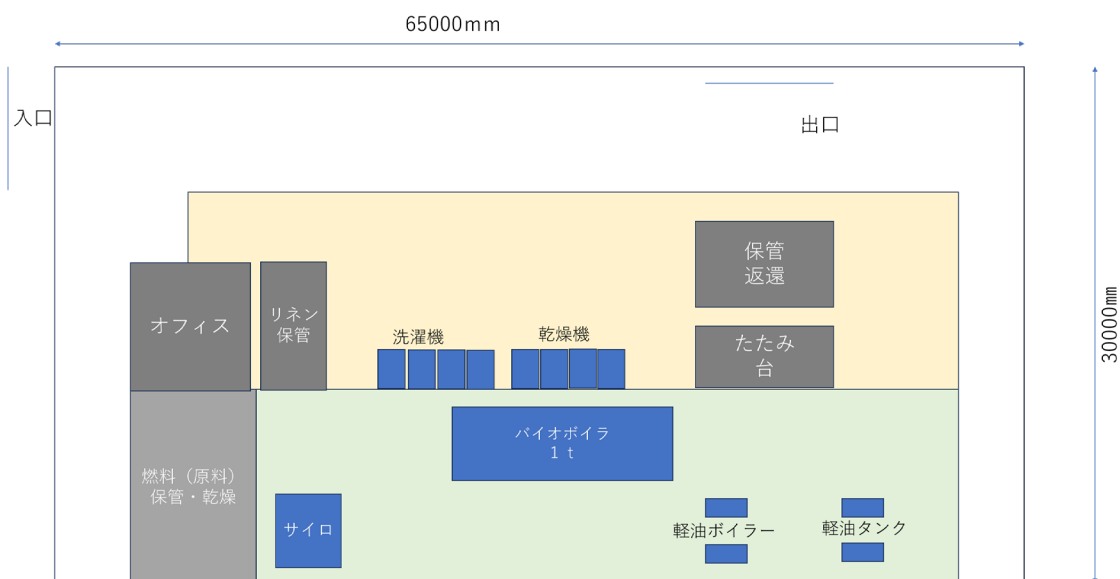 65000mm
入口
出口
保管
返還
オフィス
リネン
保管
洗濯機
乾燥機
たたみ
台
30000㎜
バイオボイラ
１ｔ
燃料（原料）
保管・乾燥
サイロ
軽油ボイラー
軽油タンク